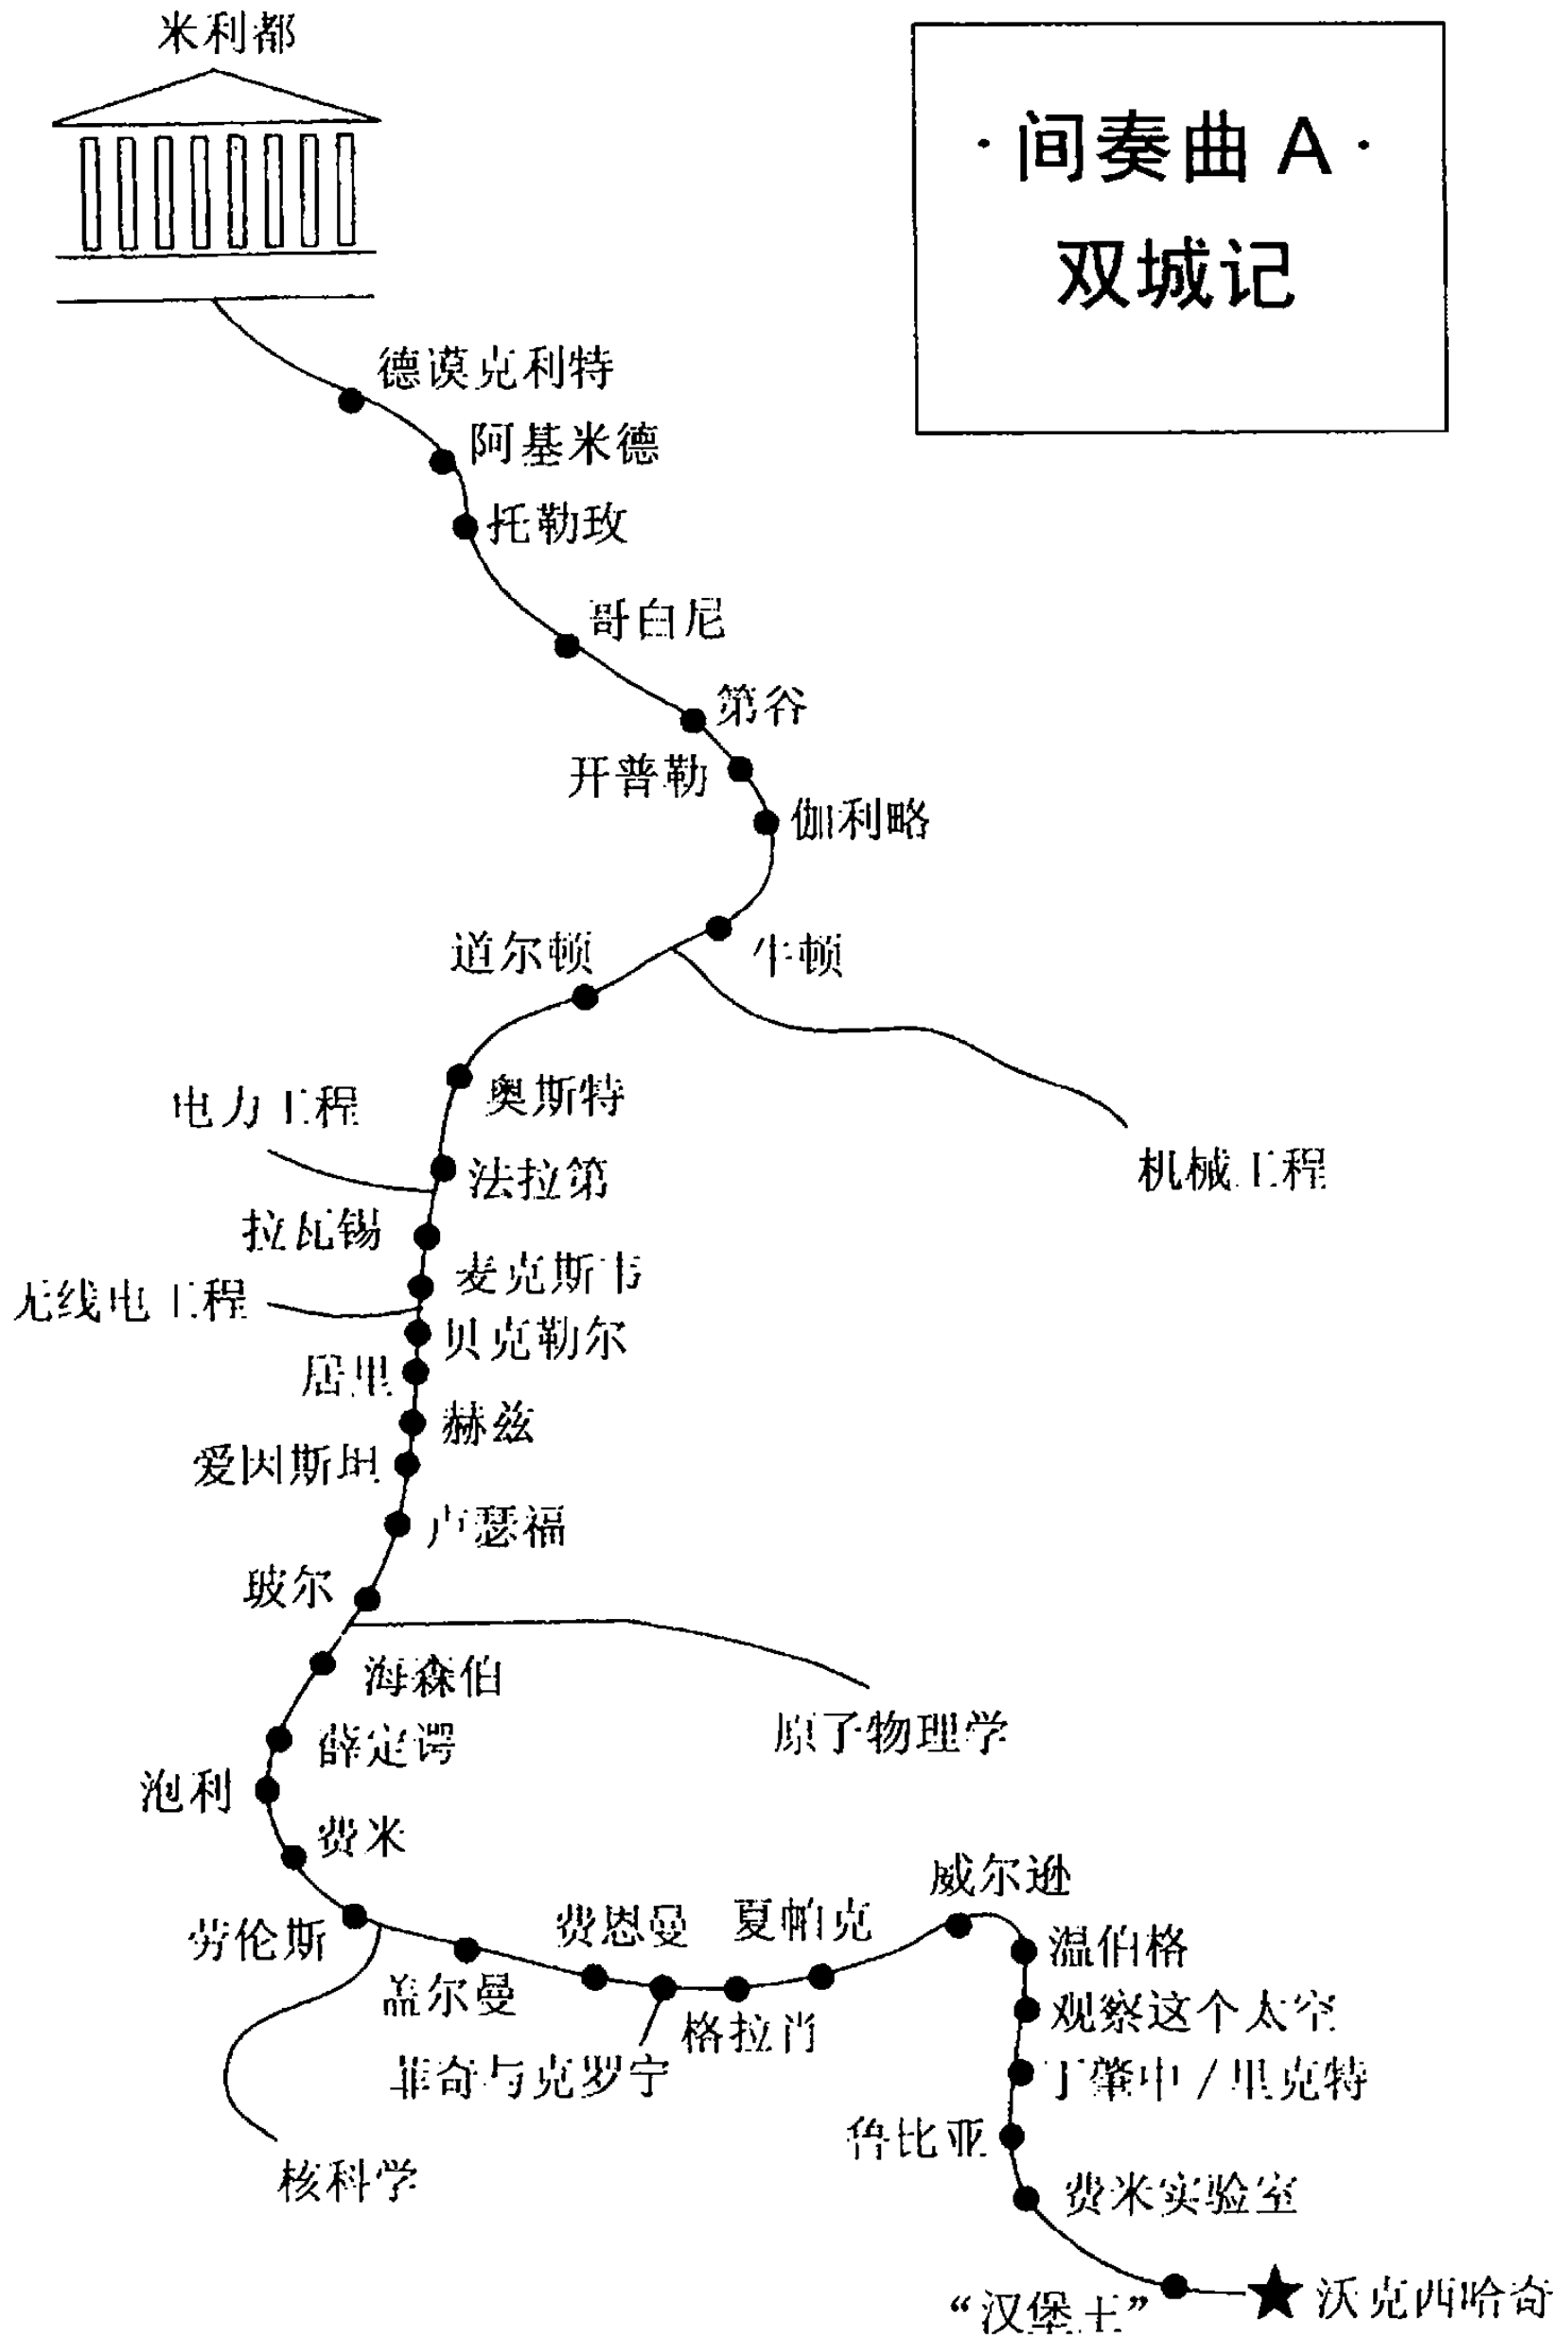 米利都
·间奏曲 A·
双城记
德谟克利特
阿基米德
托勒玫
哥白尼
第谷
开普勒
伽利略
牛顿
道尔顿
机械工程
奥斯特
电力工程
法拉第
拉瓦锡
麦克斯韦
无线电工程
贝克勒尔
居里
赫兹
爱因斯坦
卢瑟福
玻尔
海森伯
原子物理学
薛定谔
泡利
费米
劳伦斯
核科学
盖尔曼
费恩曼
菲奇与克罗宁
格拉肖
夏帕克
威尔逊
温伯格
观察这个太空
丁肇中/里克特
鲁比亚
费米实验室
“汉堡王”
沃克西哈奇